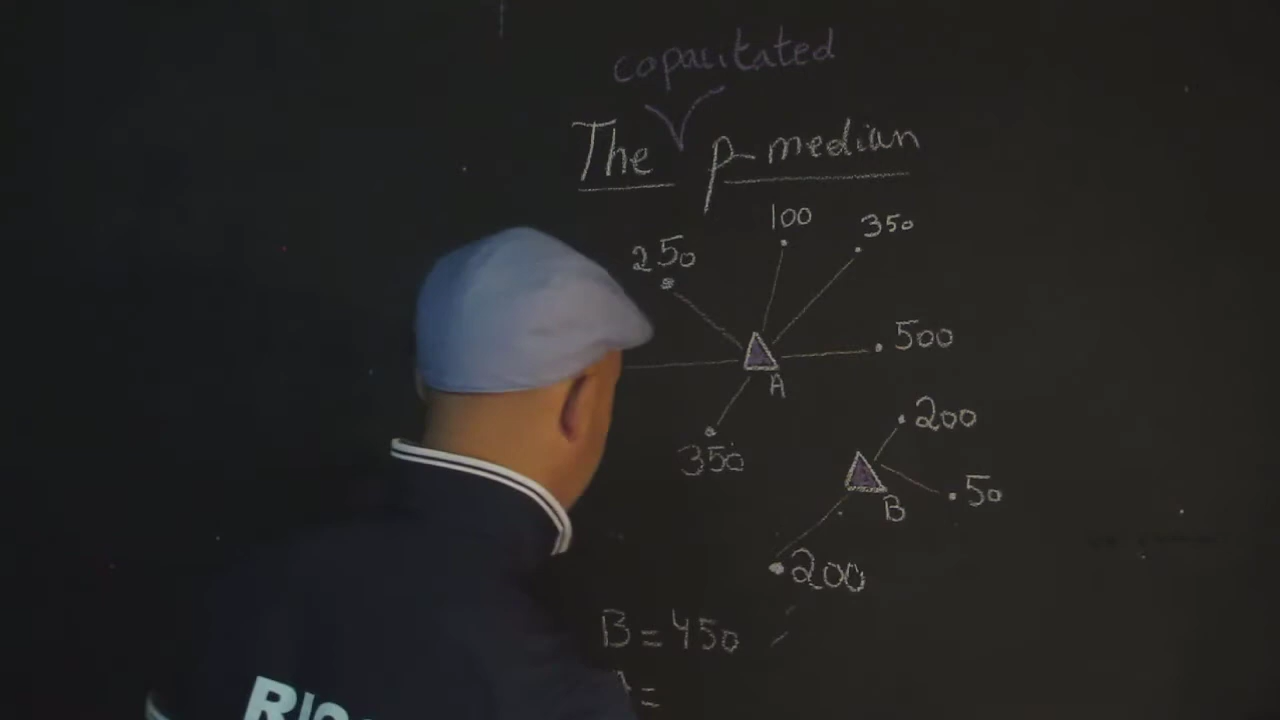 copacitated
The p-median
100
350
250
500
A
200
350
50
B
200
B = 450
=